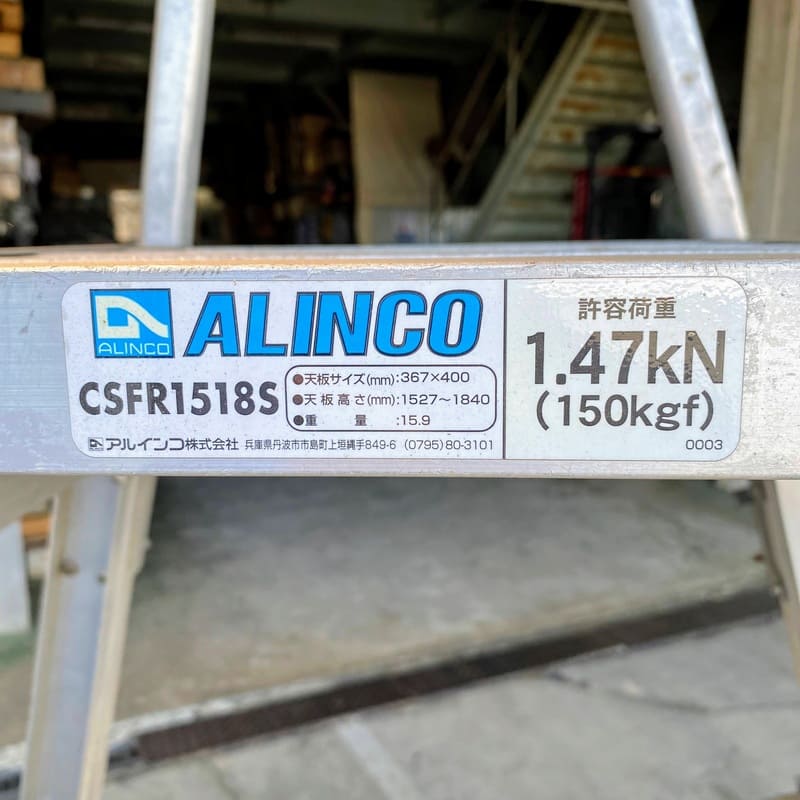 ALINCO
ALINCO
CSFR1518S
●天板サイズ(mm):367×400
●天板高さ(mm):1527～1840
●重量:15.9
アルインコ株式会社 兵庫県丹波市市島町上垣縄手849-6 (0795)80-3101
許容荷重
1.47kN
(150kgf)
0003